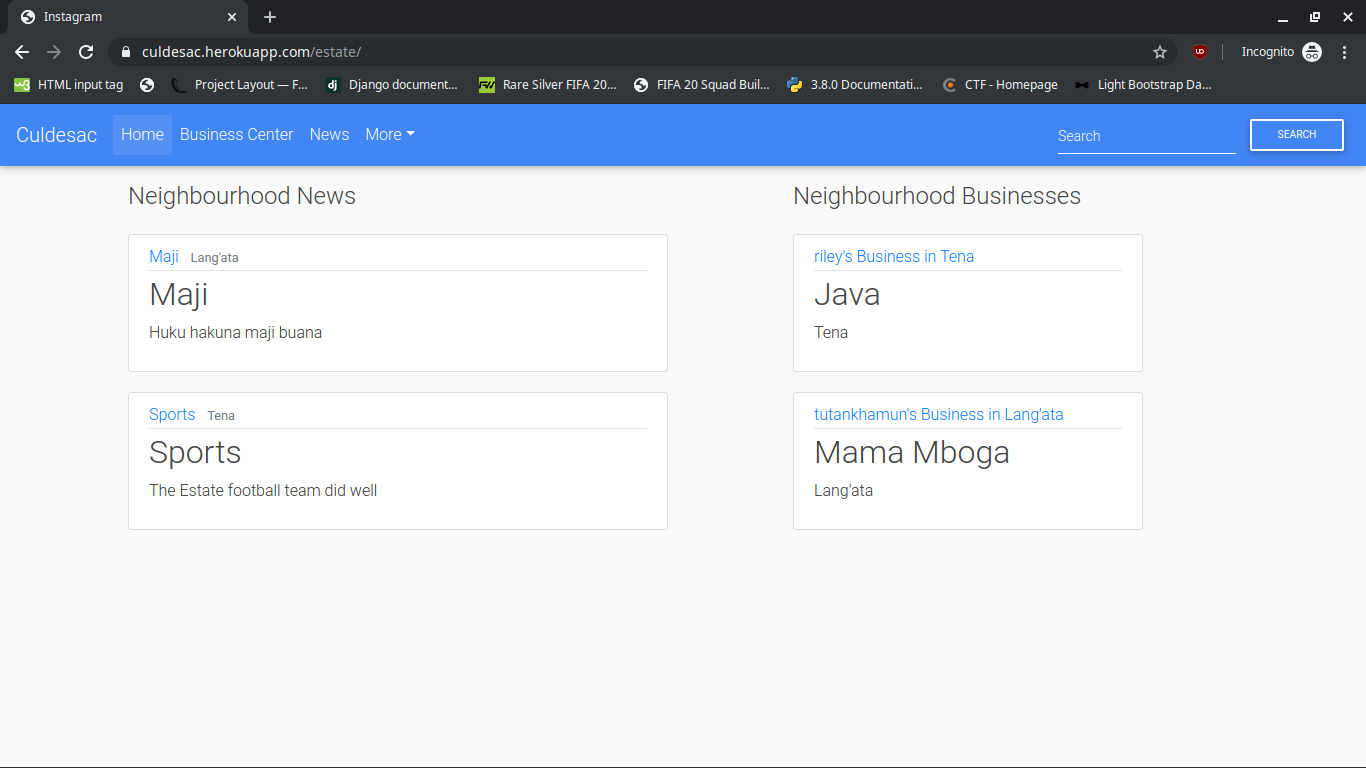 Instagram
culdesac.herokuapp.com/estate/
Incognito
HTML input tag
Project Layout — F...
dj
Django document...
Rare Silver FIFA 20...
FIFA 20 Squad Buil...
3.8.0 Documentati...
CTF - Homepage
Light Bootstrap Da...
Culdesac
Home
Business Center
News
More
Search
SEARCH
Neighbourhood News
Maji Lang'ata
Maji
Huku hakuna maji buana
Sports Tena
Sports
The Estate football team did well
Neighbourhood Businesses
riley's Business in Tena
Java
Tena
tutankhamun's Business in Lang'ata
Mama Mboga
Lang'ata